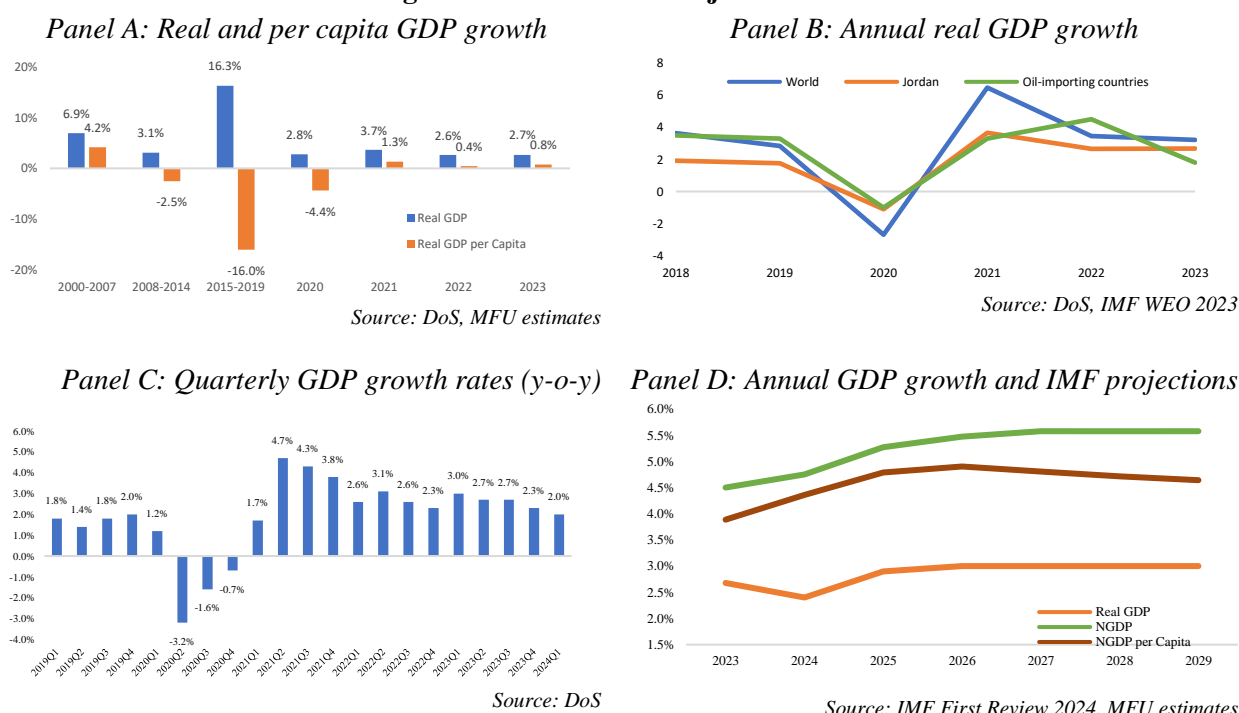 Panel A: Real and per capita GDP growth
20%
10%
0%
-10%
-20%
6.9%
4.2%
3.1%
-2.5%
16.3%
-16.0%
2.8%
-4.4%
3.7%
1.3%
2.6%
0.4%
2.7%
0.8%
Real GDP
Real GDP per Capita
2000-2007 2008-2014 2015-2019 2020 2021 2022 2023
Source: DoS, MFU estimates
Panel B: Annual real GDP growth
World Jordan Oil-importing countries
8
6
4
2
0
-2
-4
2018 2019 2020 2021 2022 2023
Source: DoS, IMF WEO 2023
Panel C: Quarterly GDP growth rates (y-o-y)
6.0%
5.0%
4.0%
3.0%
2.0%
1.0%
0.0%
-1.0%
-2.0%
-3.0%
-4.0%
1.8% 1.4% 1.8% 2.0% 1.2% -3.2% -1.6% -0.7% 1.7% 4.7% 4.3% 3.8% 2.6% 3.1% 2.6% 2.3% 3.0% 2.7% 2.7% 2.3% 2.0%
2019Q1 2019Q2 2019Q3 2019Q4 2020Q1 2020Q2 2020Q3 2020Q4 2021Q1 2021Q2 2021Q3 2021Q4 2022Q1 2022Q2 2022Q3 2022Q4 2023Q1 2023Q2 2023Q3 2023Q4 2024Q1
Source: DoS
Panel D: Annual GDP growth and IMF projections
6.0%
5.5%
5.0%
4.5%
4.0%
3.5%
3.0%
2.5%
2.0%
1.5%
Real GDP
NGDP
NGDP per Capita
2023 2024 2025 2026 2027 2028 2029
Source: IMF First Review 2024, MFU estimates